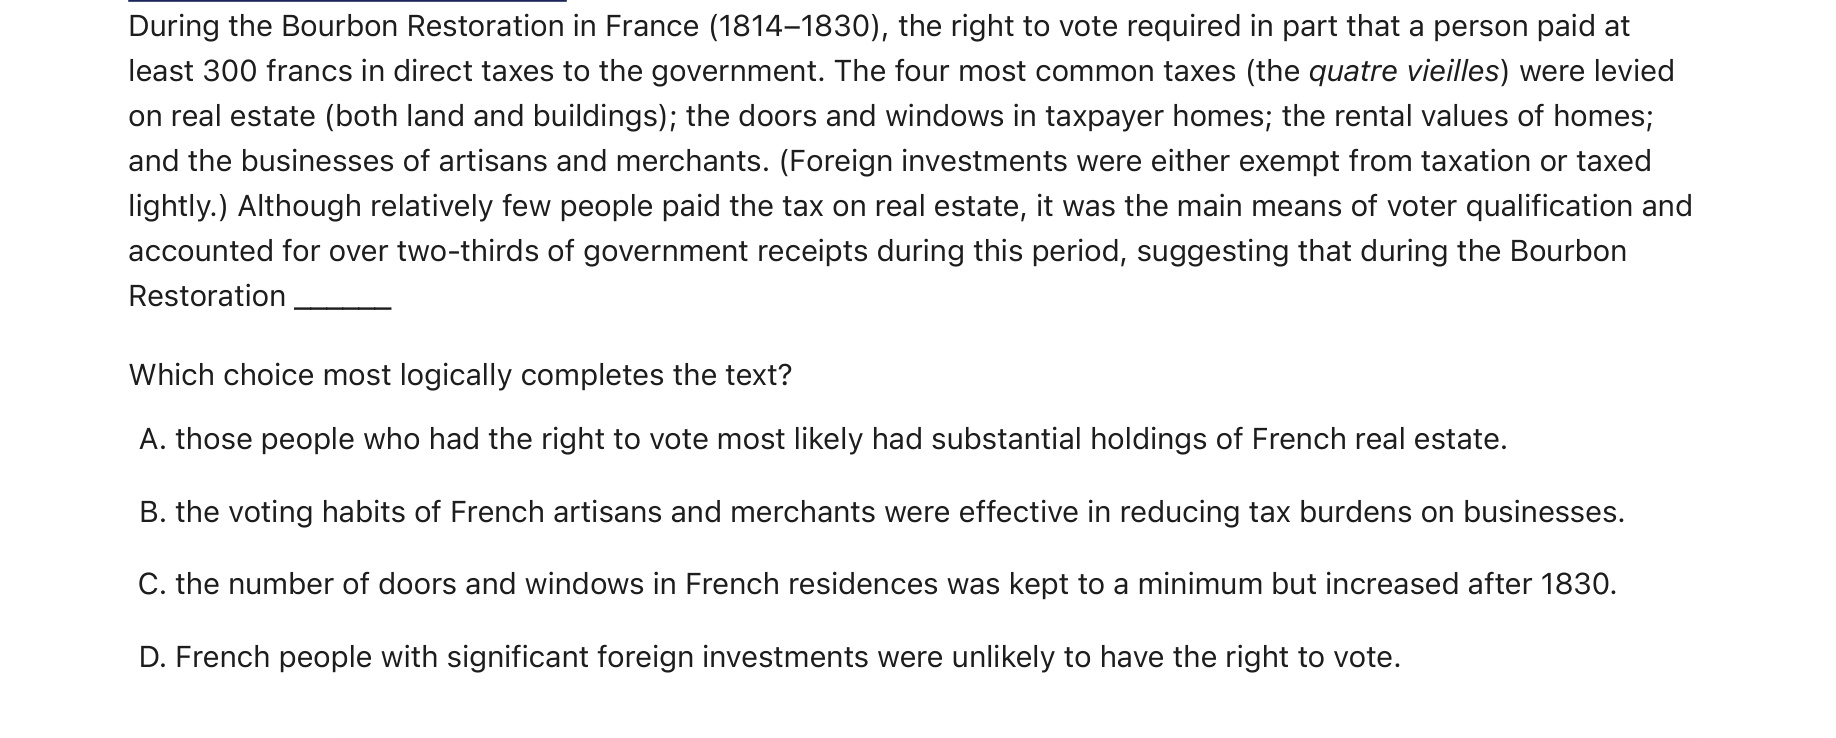 During the Bourbon Restoration in France (1814–1830), the right to vote required in part that a person paid at
least 300 francs in direct taxes to the government. The four most common taxes (the quatre vieilles) were levied
on real estate (both land and buildings); the doors and windows in taxpayer homes; the rental values of homes;
and the businesses of artisans and merchants. (Foreign investments were either exempt from taxation or taxed
lightly.) Although relatively few people paid the tax on real estate, it was the main means of voter qualification and
accounted for over two-thirds of government receipts during this period, suggesting that during the Bourbon
Restoration ______
Which choice most logically completes the text?
A. those people who had the right to vote most likely had substantial holdings of French real estate.
B. the voting habits of French artisans and merchants were effective in reducing tax burdens on businesses.
C. the number of doors and windows in French residences was kept to a minimum but increased after 1830.
D. French people with significant foreign investments were unlikely to have the right to vote.